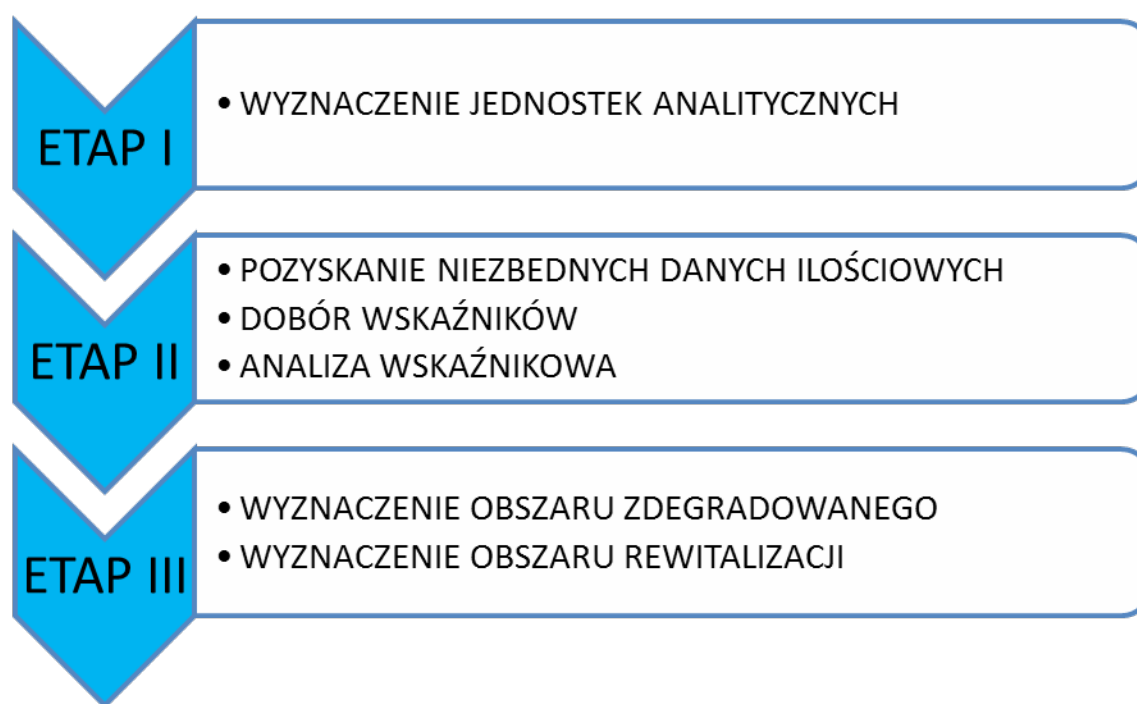 ETAP I
• WYZNACZENIE JEDNOSTEK ANALITYCZNYCH
ETAP II
• POZYSKANIE NIEZBEDNYCH DANYCH ILOŚCIOWYCH
• DOBÓR WSKAŹNIKÓW
• ANALIZA WSKAŹNIKOWA
ETAP III
• WYZNACZENIE OBSZARU ZDEGRADOWANEGO
• WYZNACZENIE OBSZARU REWITALIZACJI